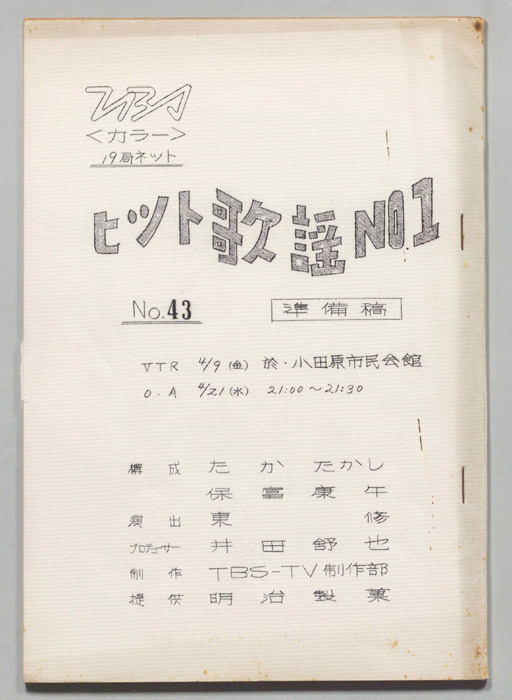 TBS
<カラー>
19局ネット
ヒット歌謡NO.1
No.43
準備稿
VTR 4/9(金) 於・小田原市民会館
O.A 4/21(水) 21:00〜21:30
構成 たかたかし
保富康午
演出 東 修
プロデューサー 井田舒也
制作 TBS-TV制作部
提供 明治製菓